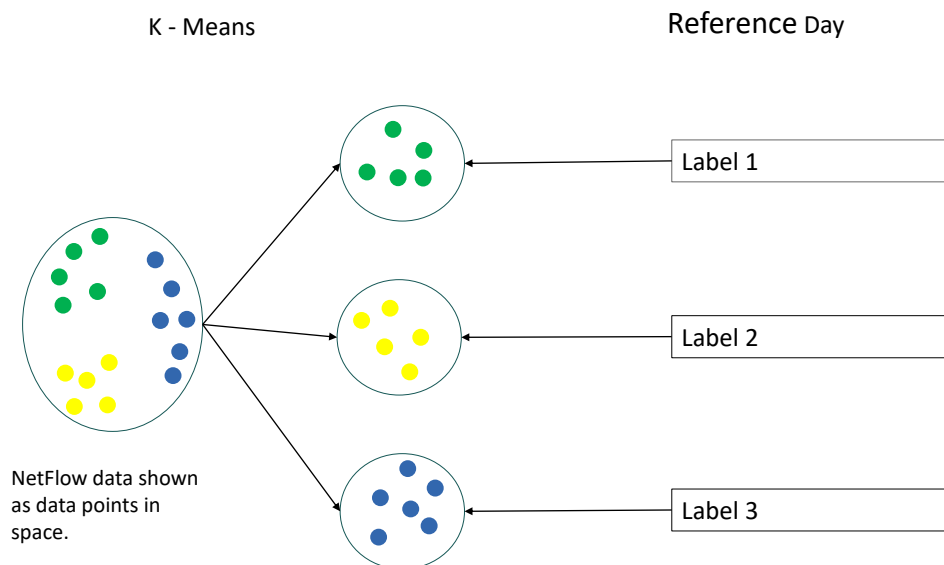 K - Means
Reference Day
Label 1
Label 2
NetFlow data shown
as data points in
space.
Label 3